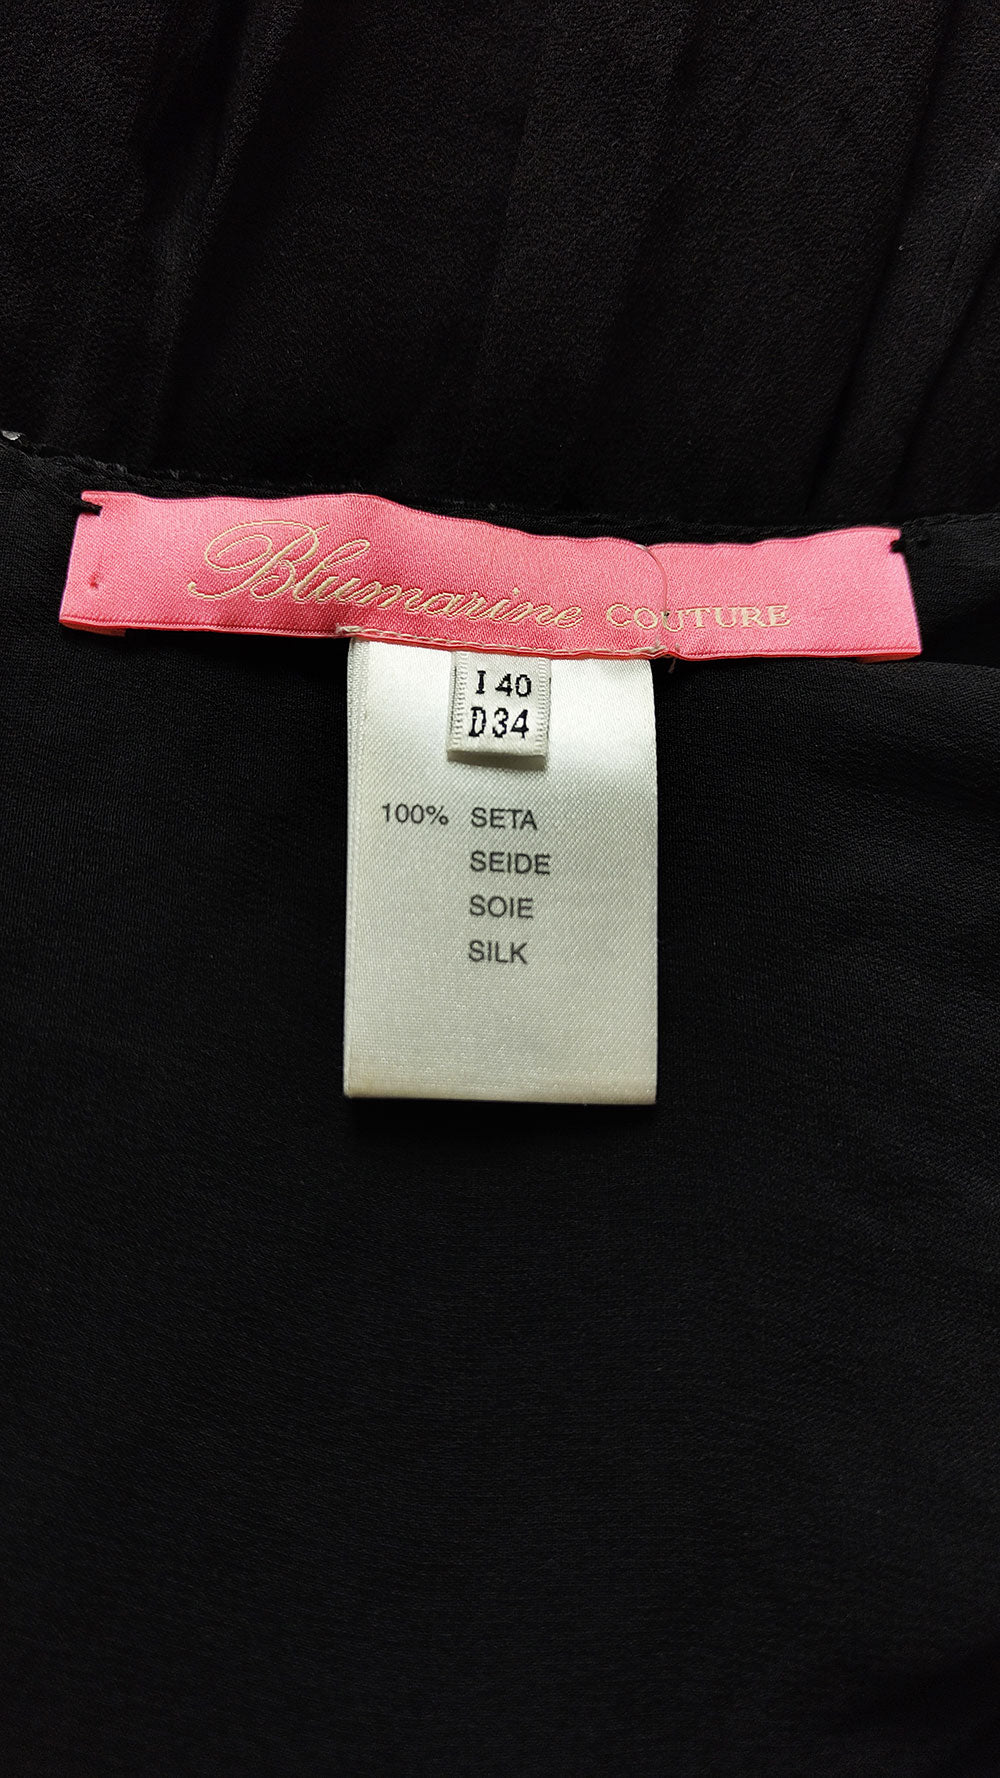 Blumarine COUTURE
I 40
D34
100% SETA
SEIDE
SOIE
SILK